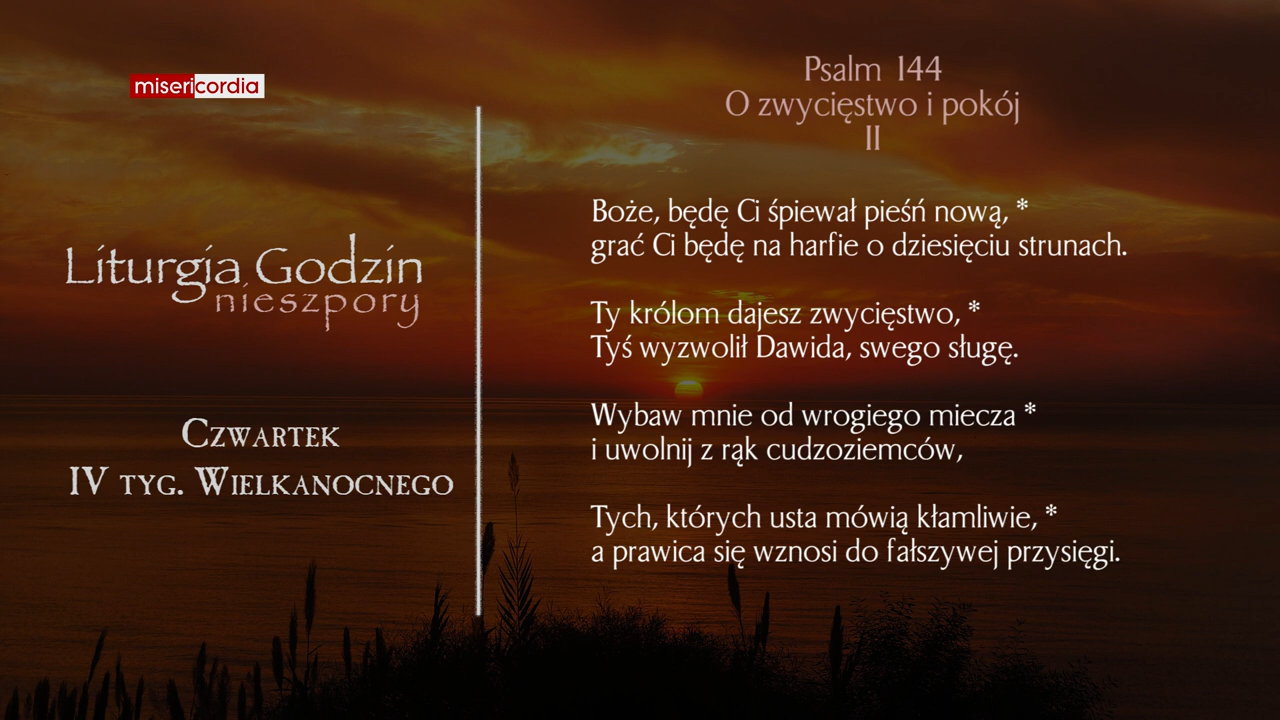 misericordia
Liturgia Godzin
nieszpory
Czwartek
IV tyg. Wielkanocnego
Psalm 144
O zwycięstwo i pokój
II
Boże, będę Ci śpiewał pieśń nową, *
grać Ci będę na harfie o dziesięciu strunach.
Ty królom dajesz zwycięstwo, *
Tyś wyzwolił Dawida, swego sługę.
Wybaw mnie od wrogiego miecza *
i uwolnij z rąk cudzoziemców,
Tych, których usta mówią kłamliwie, *
a prawica się wznosi do fałszywej przysięgi.